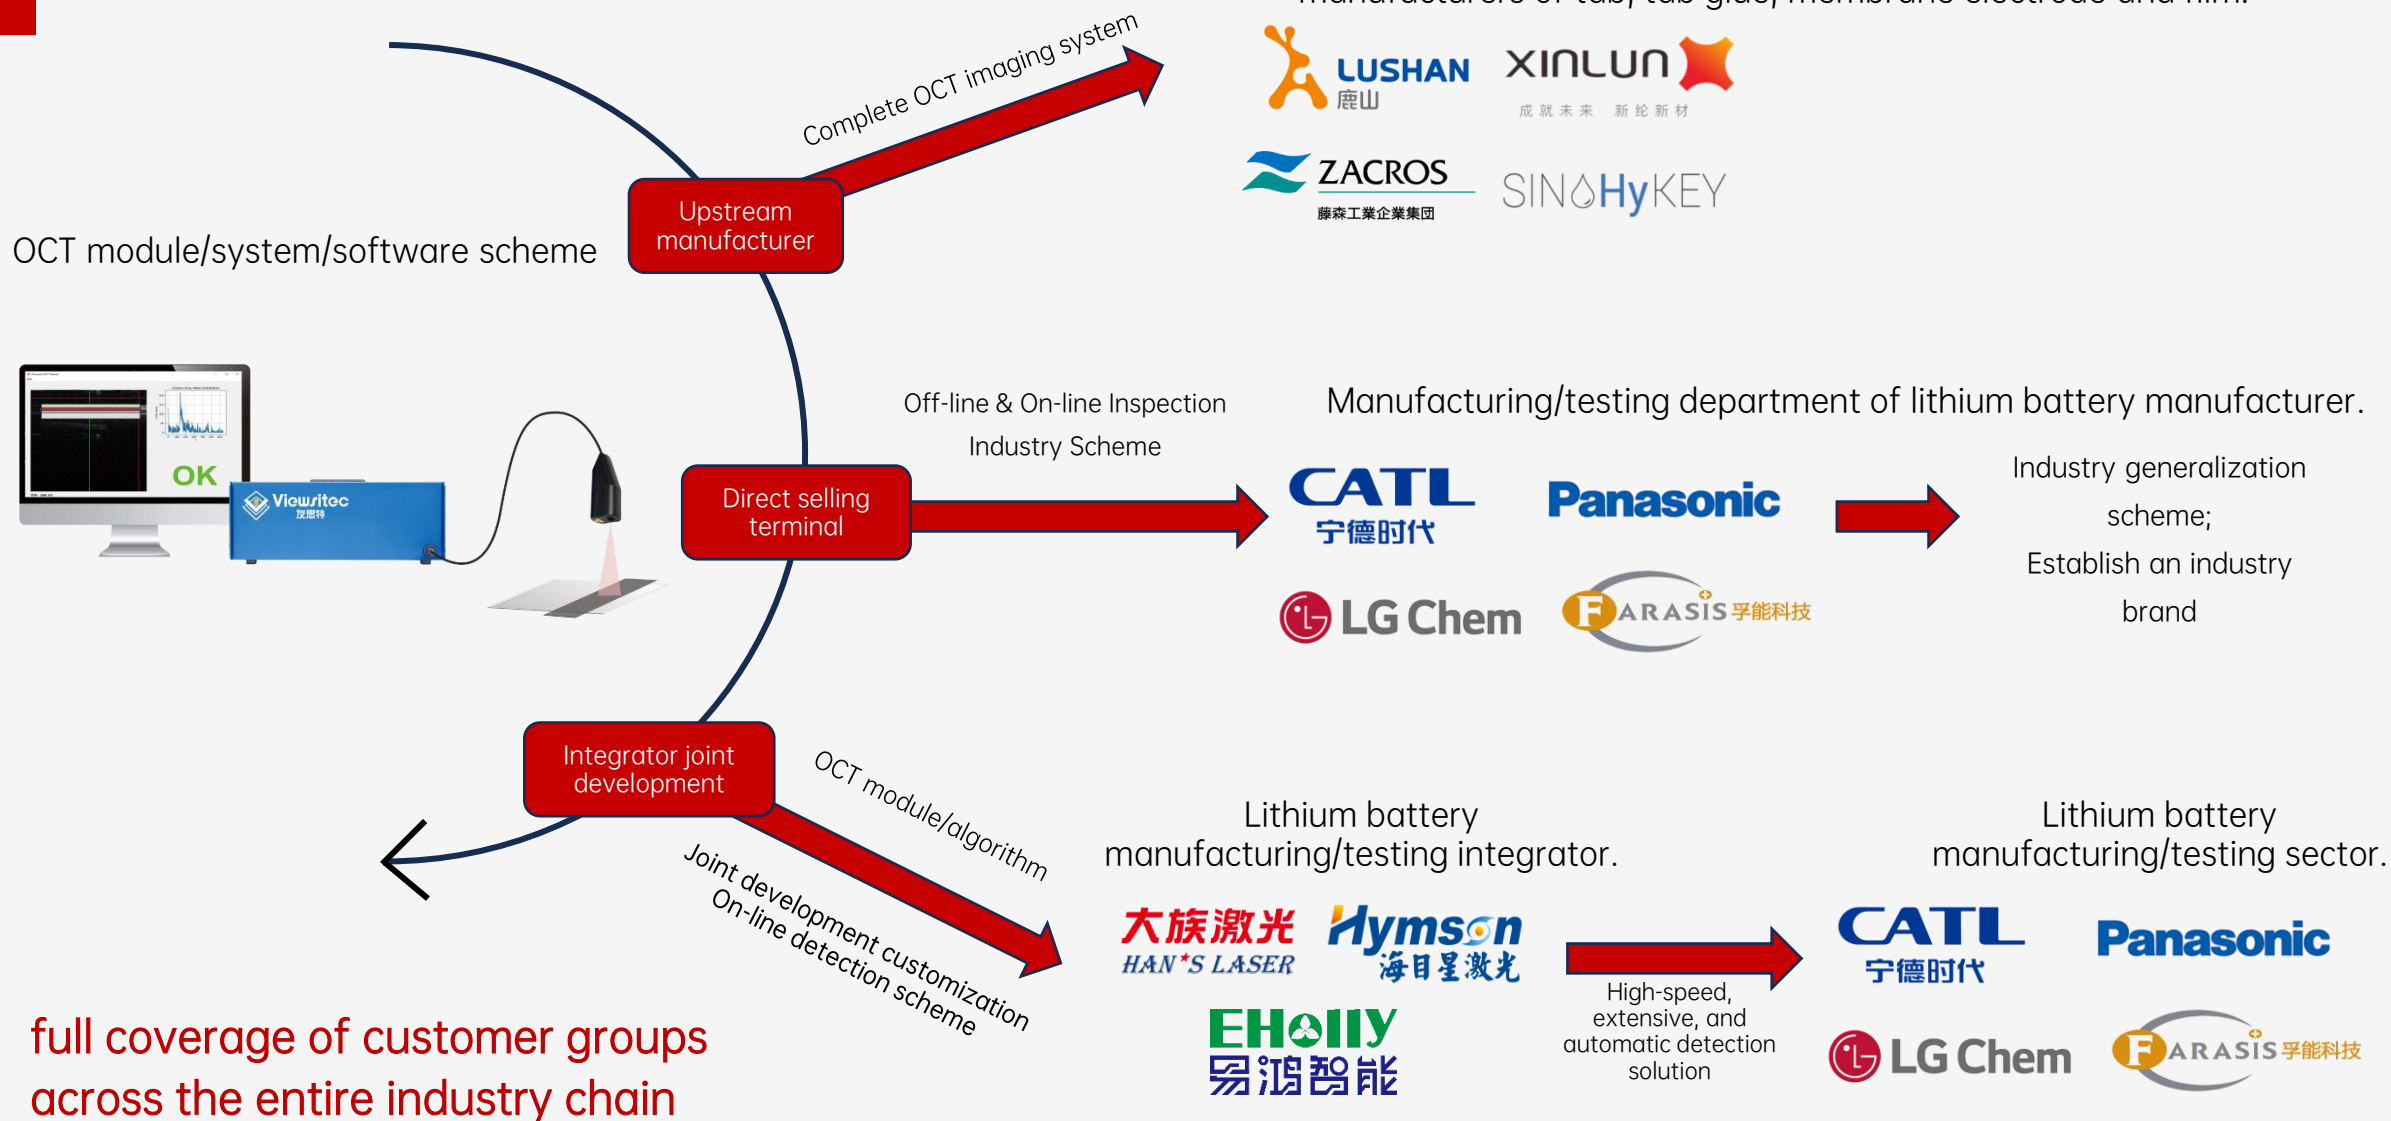 manufacturers of tab, tab glue, membrane electrode and film.
Complete OCT imaging system
LUSHAN
鹿山
XINLUN
成就未来 新纶新材
ZACROS
藤森工業企業集団
SINOHyKEY
Upstream
manufacturer
OCT module/system/software scheme
OK
Viewsitec
友思特
Off-line & On-line Inspection
Industry Scheme
Direct selling
terminal
Manufacturing/testing department of lithium battery manufacturer.
CATL
宁德时代
Panasonic
LG Chem
FARASIS 孚能科技
Industry generalization
scheme;
Establish an industry
brand
Integrator joint
development
OCT module/algorithm
Joint development customization
On-line detection scheme
Lithium battery
manufacturing/testing integrator.
大族激光
HAN*S LASER
Hymson
海目星激光
EHolly
易鸿智能
High-speed,
extensive, and
automatic detection
solution
Lithium battery
manufacturing/testing sector.
CATL
宁德时代
Panasonic
LG Chem
FARASIS 孚能科技
full coverage of customer groups
across the entire industry chain